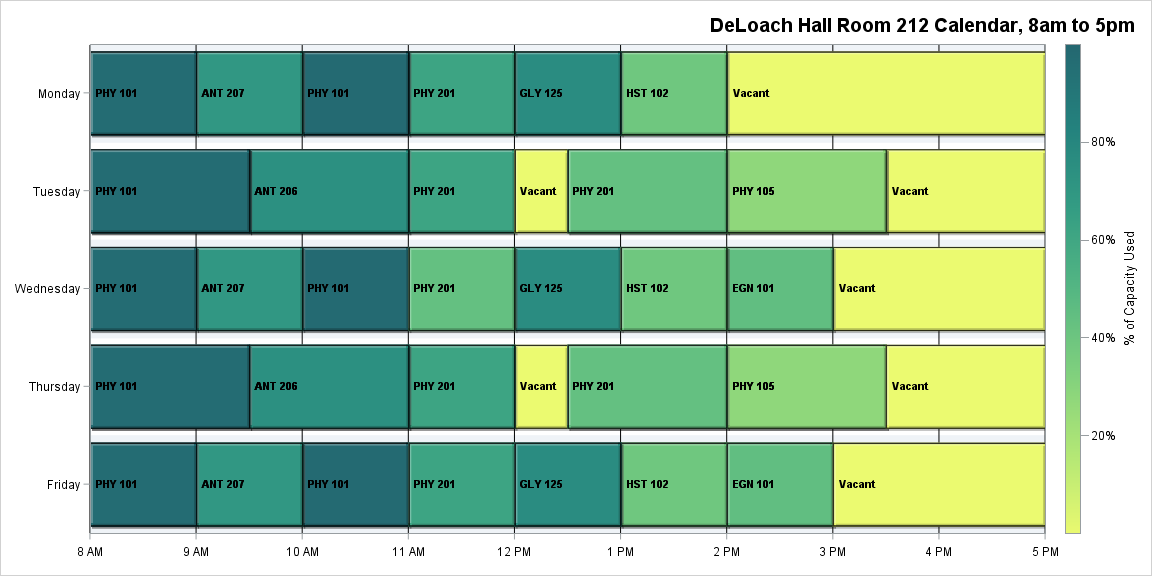 DeLoach Hall Room 212 Calendar, 8am to 5pm
Monday
PHY 101
ANT 207
PHY 101
PHY 201
GLY 125
HST 102
Vacant
Tuesday
PHY 101
ANT 206
PHY 201
Vacant
PHY 201
PHY 105
Vacant
Wednesday
PHY 101
ANT 207
PHY 101
PHY 201
GLY 125
HST 102
EGN 101
Vacant
Thursday
PHY 101
ANT 206
PHY 201
Vacant
PHY 201
PHY 105
Vacant
Friday
PHY 101
ANT 207
PHY 101
PHY 201
GLY 125
HST 102
EGN 101
Vacant
8 AM
9 AM
10 AM
11 AM
12 PM
1 PM
2 PM
3 PM
4 PM
5 PM
80%
60%
40%
20%
% of Capacity Used